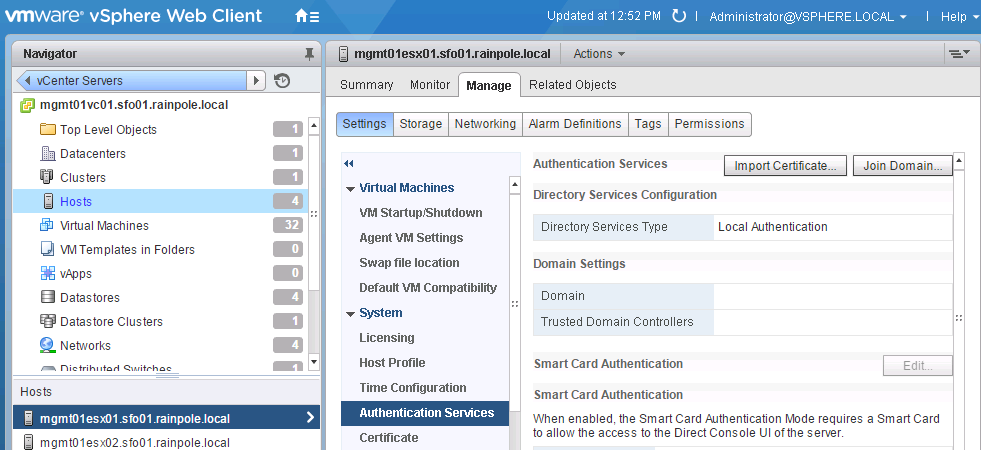 vmware® vSphere Web Client
Updated at 12:52 PM
Administrator@VSPHERE.LOCAL
Help
Navigator
vCenter Servers
mgmt01vc01.sfo01.rainpole.local
Top Level Objects 1
Datacenters 1
Clusters 1
Hosts 4
Virtual Machines 32
VM Templates in Folders 0
vApps 0
Datastores 4
Datastore Clusters 1
Networks 4
Distributed Switches 1
Hosts
mgmt01esx01.sfo01.rainpole.local
mgmt01esx02.sfo01.rainpole.local
mgmt01esx01.sfo01.rainpole.local Actions
Summary Monitor Manage Related Objects
Settings Storage Networking Alarm Definitions Tags Permissions
Virtual Machines
VM Startup/Shutdown
Agent VM Settings
Swap file location
Default VM Compatibility
System
Licensing
Host Profile
Time Configuration
Authentication Services
Certificate
Authentication Services Import Certificate... Join Domain...
Directory Services Configuration
Directory Services Type Local Authentication
Domain Settings
Domain
Trusted Domain Controllers
Smart Card Authentication Edit...
Smart Card Authentication
When enabled, the Smart Card Authentication Mode requires a Smart Card
to allow the access to the Direct Console UI of the server.